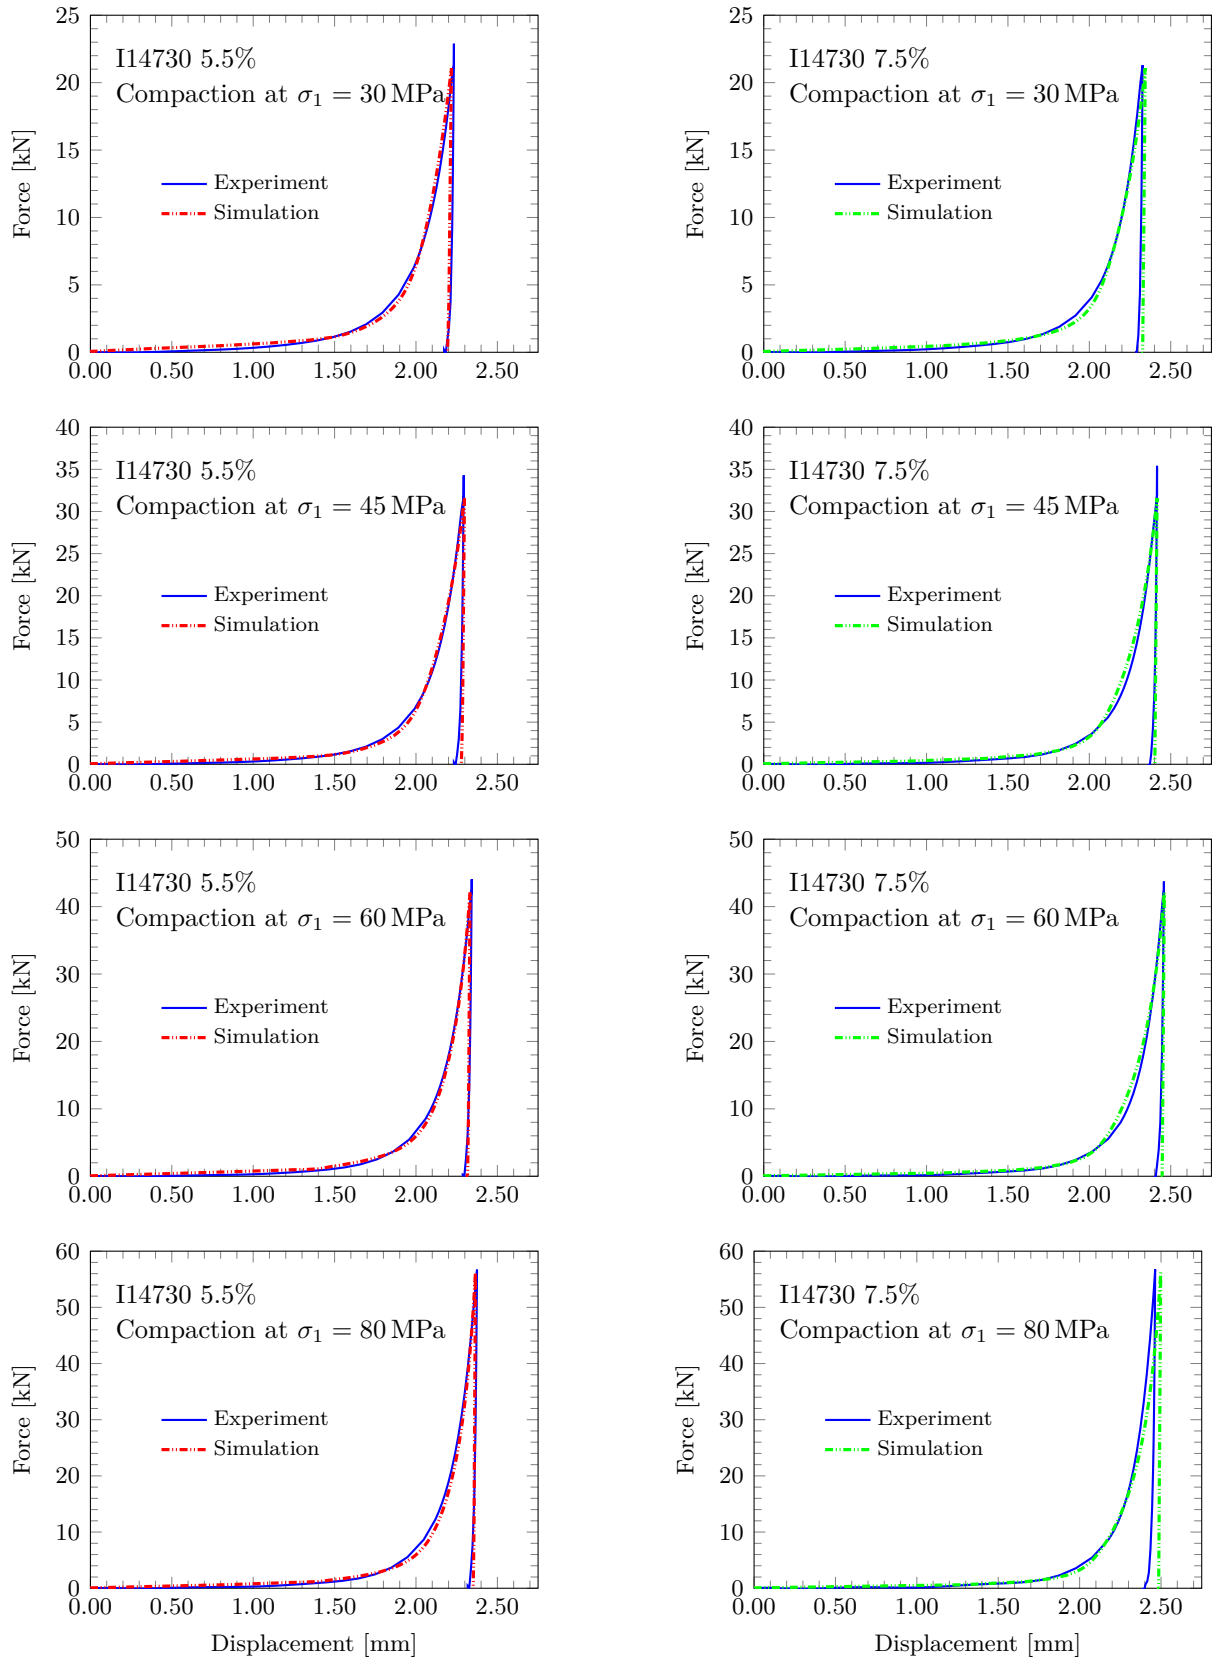 25
20
15
10
5
0
Force [kN]
I14730 5.5%
Compaction at σ₁ = 30 MPa
Experiment
Simulation
0.00 0.50 1.00 1.50 2.00 2.50
25
20
15
10
5
0
Force [kN]
I14730 7.5%
Compaction at σ₁ = 30 MPa
Experiment
Simulation
0.00 0.50 1.00 1.50 2.00 2.50
40
35
30
25
20
15
10
5
0
Force [kN]
I14730 5.5%
Compaction at σ₁ = 45 MPa
Experiment
Simulation
0.00 0.50 1.00 1.50 2.00 2.50
40
35
30
25
20
15
10
5
0
Force [kN]
I14730 7.5%
Compaction at σ₁ = 45 MPa
Experiment
Simulation
0.00 0.50 1.00 1.50 2.00 2.50
50
40
30
20
10
0
Force [kN]
I14730 5.5%
Compaction at σ₁ = 60 MPa
Experiment
Simulation
0.00 0.50 1.00 1.50 2.00 2.50
50
40
30
20
10
0
Force [kN]
I14730 7.5%
Compaction at σ₁ = 60 MPa
Experiment
Simulation
0.00 0.50 1.00 1.50 2.00 2.50
60
50
40
30
20
10
0
Force [kN]
I14730 5.5%
Compaction at σ₁ = 80 MPa
Experiment
Simulation
0.00 0.50 1.00 1.50 2.00 2.50
Displacement [mm]
60
50
40
30
20
10
0
Force [kN]
I14730 7.5%
Compaction at σ₁ = 80 MPa
Experiment
Simulation
0.00 0.50 1.00 1.50 2.00 2.50 3.00
Displacement [mm]